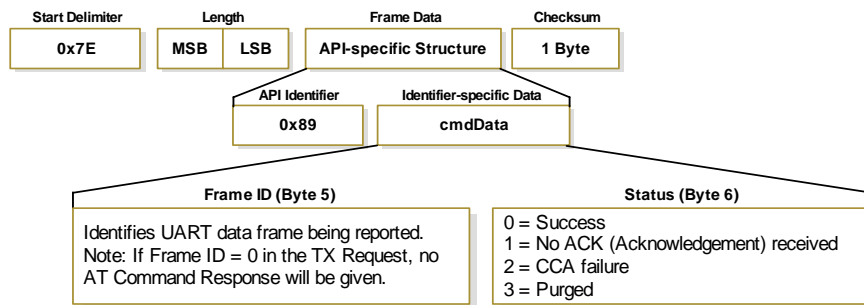 Start Delimiter
Length
Frame Data
Checksum
0x7E
MSB
LSB
API-specific Structure
1 Byte
API Identifier
Identifier-specific Data
0x89
cmdData
Frame ID (Byte 5)
Identifies UART data frame being reported.
Note: If Frame ID = 0 in the TX Request, no
AT Command Response will be given.
Status (Byte 6)
0 = Success
1 = No ACK (Acknowledgement) received
2 = CCA failure
3 = Purged